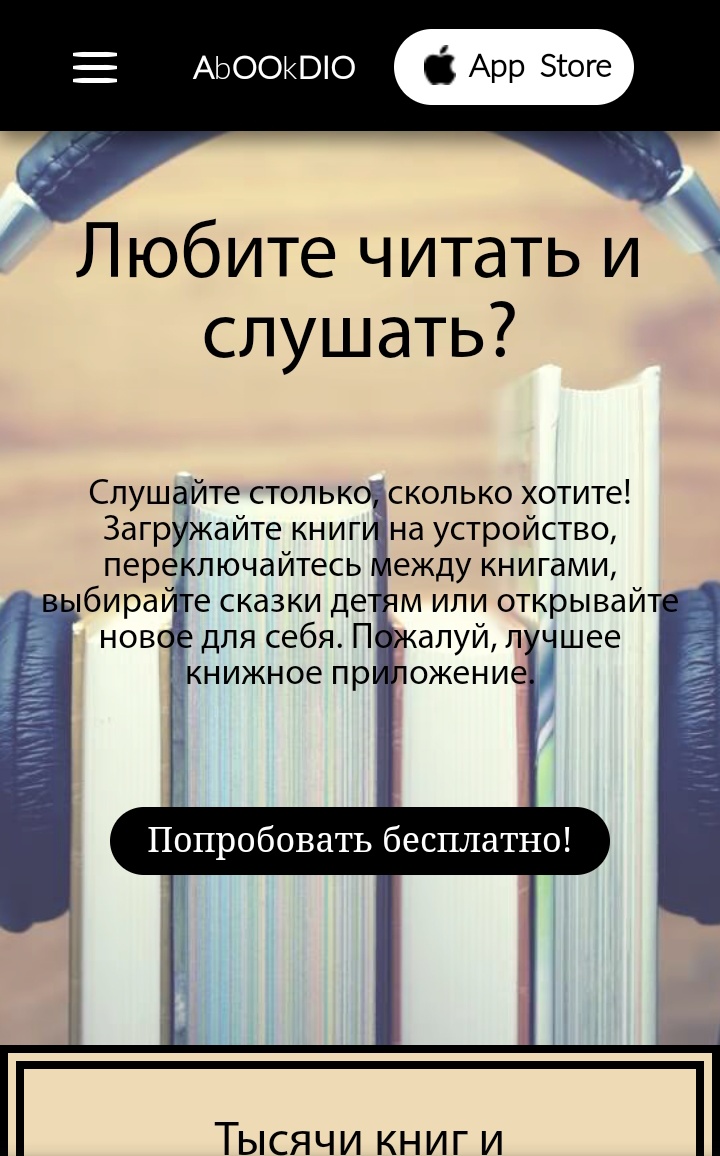 AbOOkDIO
App Store
Любите читать и
слушать?
Слушайте столько, сколько хотите!
Загружайте книги на устройство,
переключайтесь между книгами,
выбирайте сказки детям или открывайте
новое для себя. Пожалуй, лучшее
книжное приложение.
Попробовать бесплатно!
Тысячи книг и